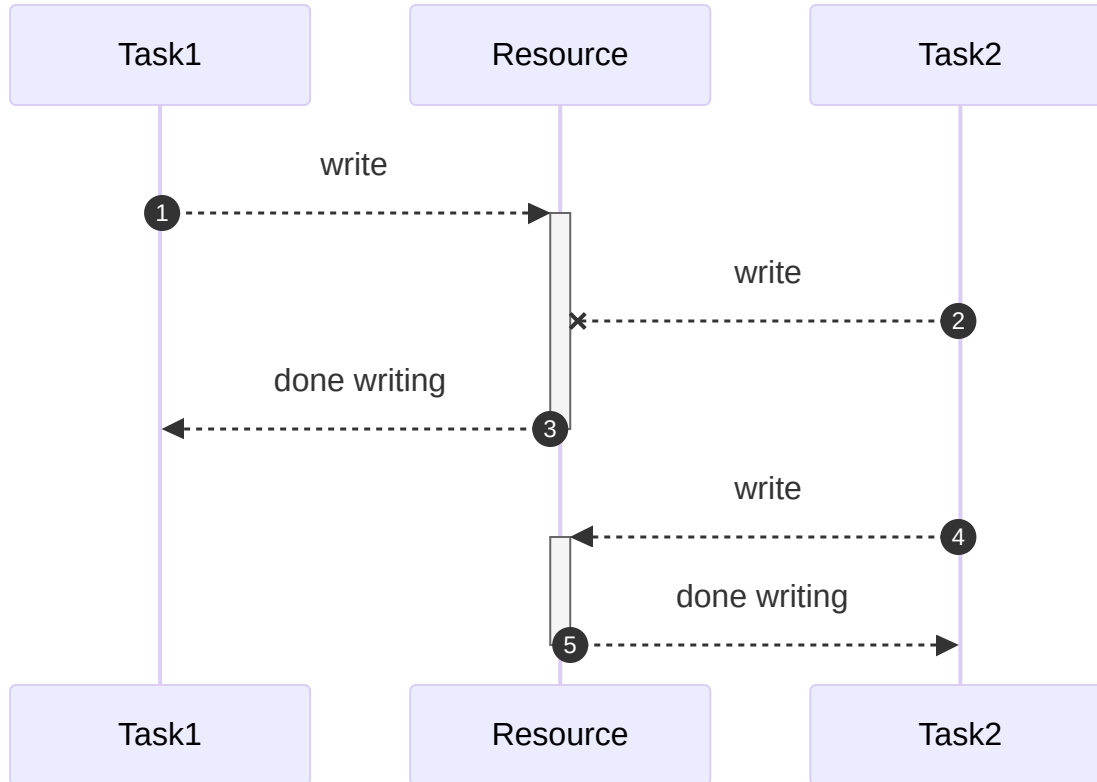 Task1 Resource Task2
write
1
write
2
done writing
3
write
4
done writing
5
Task1 Resource Task2